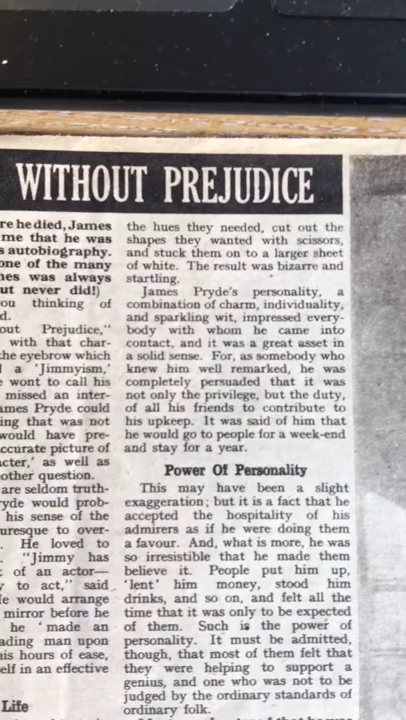 WITHOUT PREJUDICE
re he died, James
me that he was
s autobiography.
one of the many
nes was always
ut never did!)
ou thinking of
d.
out Prejudice,"
with that char-
the eyebrow which
l a 'Jimmyism,'
e wont to call his
missed an inter-
ames Pryde could
ing that was not
would have pre-
accurate picture of
acter,' as well as
other question.
are seldom truth-
ryde would prob-
his sense of the
uresque to over-
. He loved to
. "Jimmy has
t of an actor—
y to act," said
He would arrange
mirror before he
he 'made an
ading man upon
his hours of ease,
self in an effective
Life
the hues they needed, cut out the
shapes they wanted with scissors,
and stuck them on to a larger sheet
of white. The result was bizarre and
startling.
James Pryde's personality, a
combination of charm, individuality,
and sparkling wit, impressed every-
body with whom he came into
contact, and it was a great asset in
a solid sense. For, as somebody who
knew him well remarked, he was
completely persuaded that it was
not only the privilege, but the duty,
of all his friends to contribute to
his upkeep. It was said of him that
he would go to people for a week-end
and stay for a year.
Power Of Personality
This may have been a slight
exaggeration; but it is a fact that he
accepted the hospitality of his
admirers as if he were doing them
a favour. And, what is more, he was
so irresistible that he made them
believe it. People put him up,
'lent' him money, stood him
drinks, and so on, and felt all the
time that it was only to be expected
of them. Such is the power of
personality. It must be admitted,
though, that most of them felt that
they were helping to support a
genius, and one who was not to be
judged by the ordinary standards of
ordinary folk.